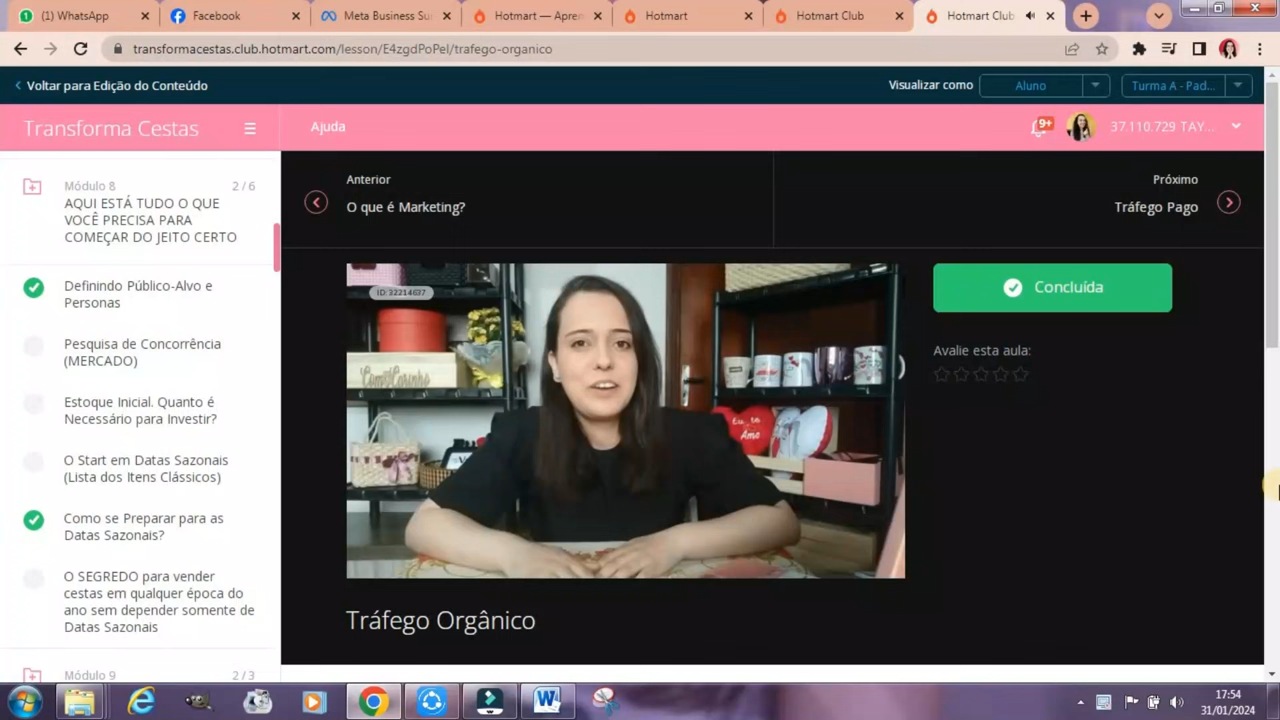 (1) WhatsApp
Facebook
Meta Business Su
Hotmart — Apren
Hotmart
Hotmart Club
Hotmart Club
transformacestas.club.hotmart.com/lesson/E4zgdPoPel/trafego-organico
Voltar para Edição do Conteúdo
Visualizar como
Aluno
Turma A - Pad...
Transforma Cestas
Ajuda
9+
37.110.729 TAY...
Módulo 8
2 / 6
AQUI ESTÁ TUDO O QUE
VOCÊ PRECISA PARA
COMEÇAR DO JEITO CERTO
Definindo Público-Alvo e
Personas
Pesquisa de Concorrência
(MERCADO)
Estoque Inicial. Quanto é
Necessário para Investir?
O Start em Datas Sazonais
(Lista dos Itens Clássicos)
Como se Preparar para as
Datas Sazonais?
O SEGREDO para vender
cestas em qualquer época do
ano sem depender somente de
Datas Sazonais
Módulo 9
2 / 3
Anterior
O que é Marketing?
Próximo
Tráfego Pago
ID:32214637
Com Carinho
Eu te
Amo
Concluída
Avalie esta aula:
Tráfego Orgânico
17:54
31/01/2024